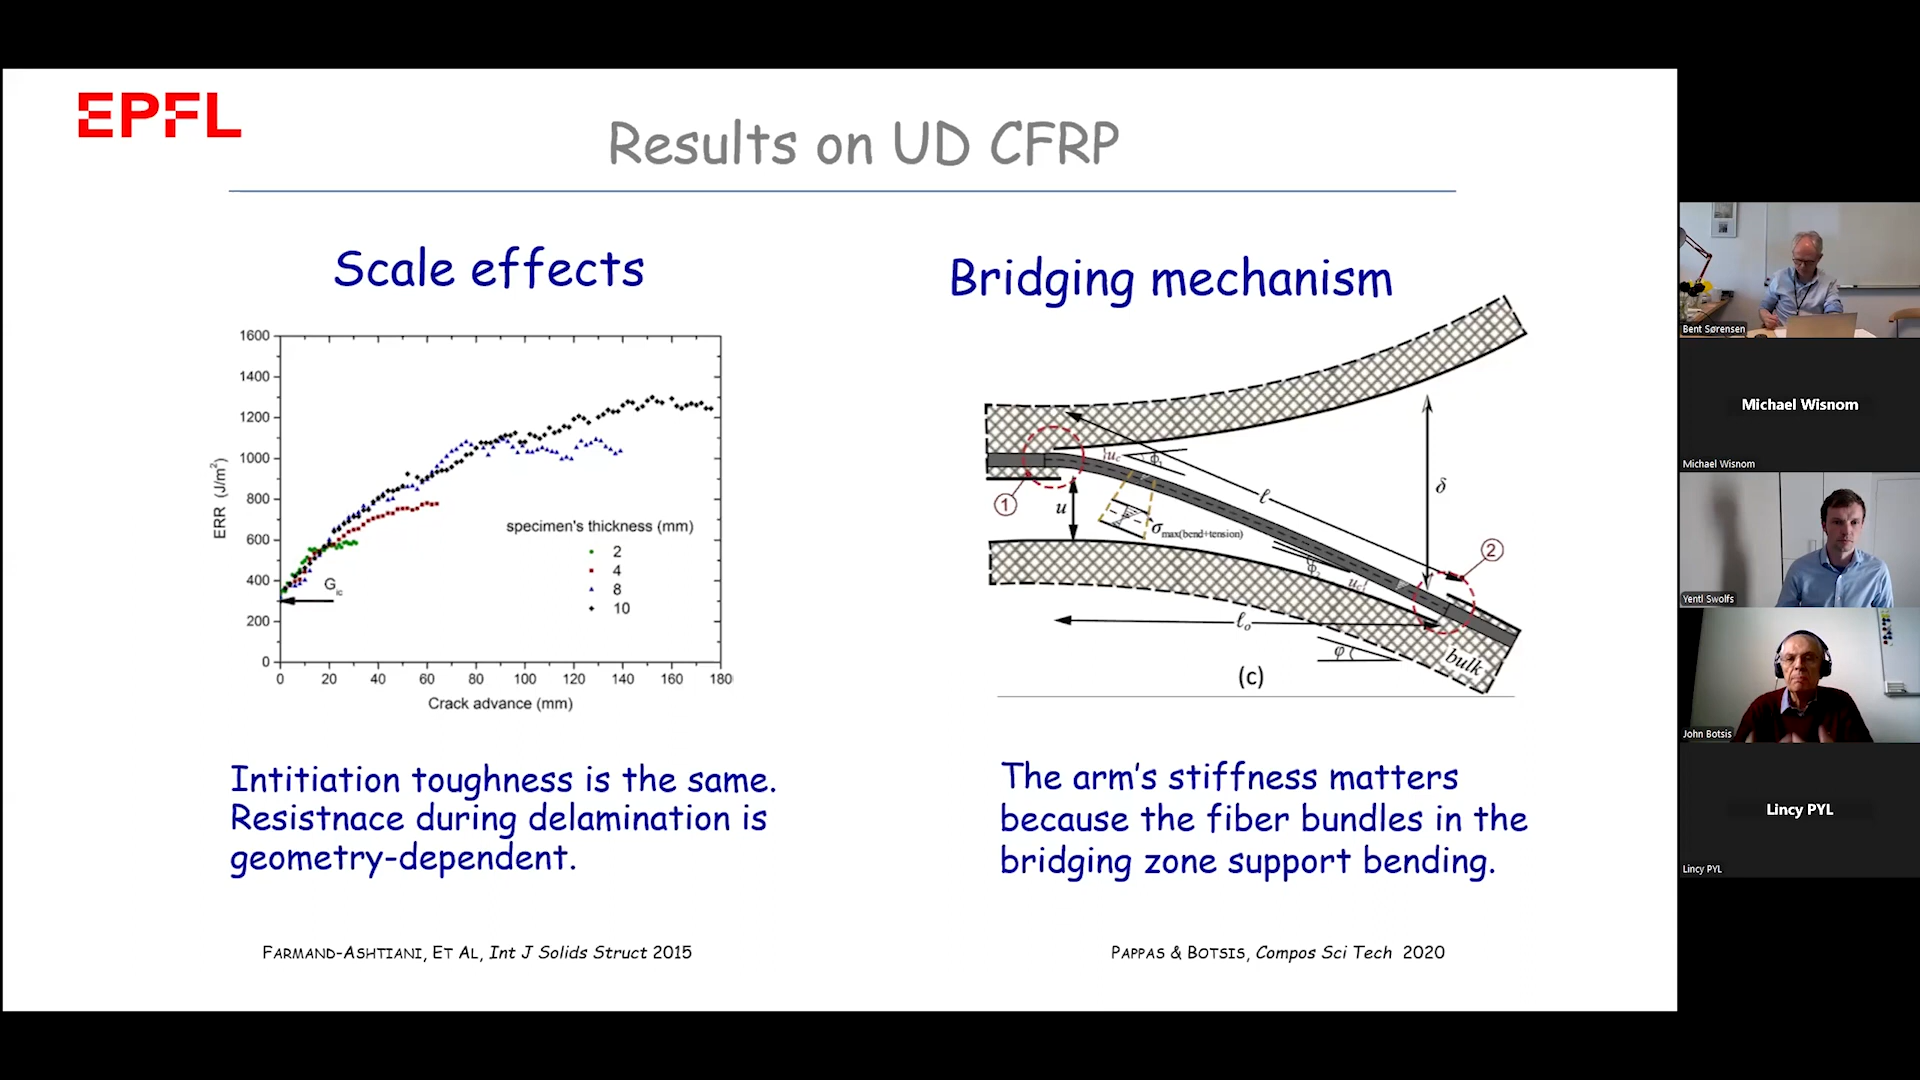 EPFL
Results on UD CFRP
Scale effects
1600
1400
1200
1000
800
600
400
200
0
ERR (J/m²)
0 20 40 60 80 100 120 140 160 180
Crack advance (mm)
specimen's thickness (mm)
2
4
8
10
G_ic
Intitiation toughness is the same.
Resistnace during delamination is
geometry-dependent.
FARMAND-ASHTIANI, ET AL, Int J Solids Struct 2015
Bridging mechanism
1
u
u_c
ϕ
ℓ
δ
σ max(bend+tension)
2
ϕ
u_c
ℓ_o
φ
bulk
(c)
The arm's stiffness matters
because the fiber bundles in the
bridging zone support bending.
PAPPAS & BOTSIS, Compos Sci Tech 2020
Bent Sørensen
Michael Wisnom
Michael Wisnom
Yentl Swolfs
John Botsis
Lincy PYL
Lincy PYL